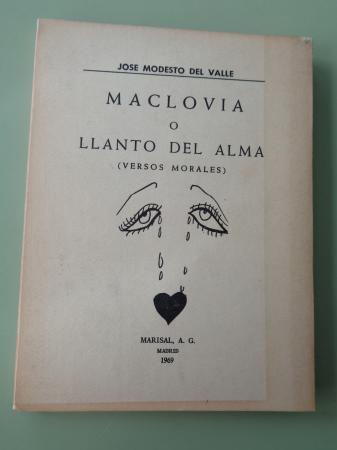 JOSE MODESTO DEL VALLE
MACLOVIA
O
LLANTO DEL ALMA
(VERSOS MORALES)
MARISAL, A. G.
MADRID
1969